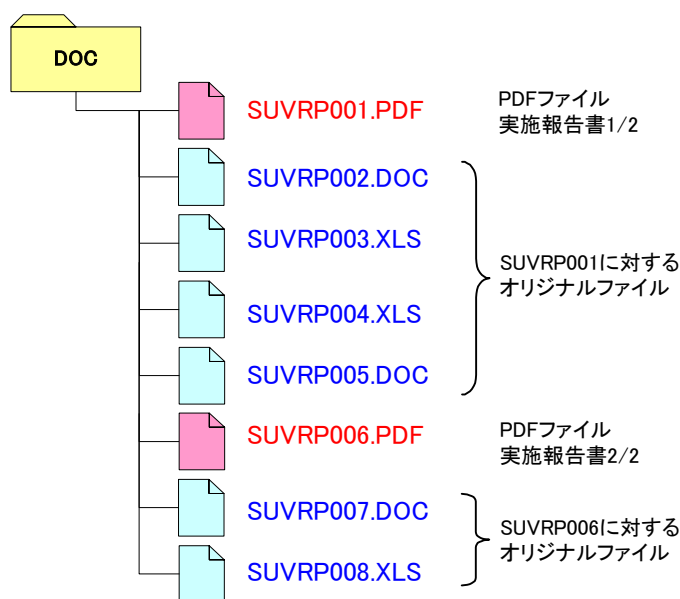 DOC
SUVRP001.PDF
PDFファイル
実施報告書1/2
SUVRP002.DOC
SUVRP003.XLS
SUVRP004.XLS
SUVRP005.DOC
SUVRP001に対する
オリジナルファイル
SUVRP006.PDF
PDFファイル
実施報告書2/2
SUVRP007.DOC
SUVRP008.XLS
SUVRP006に対する
オリジナルファイル